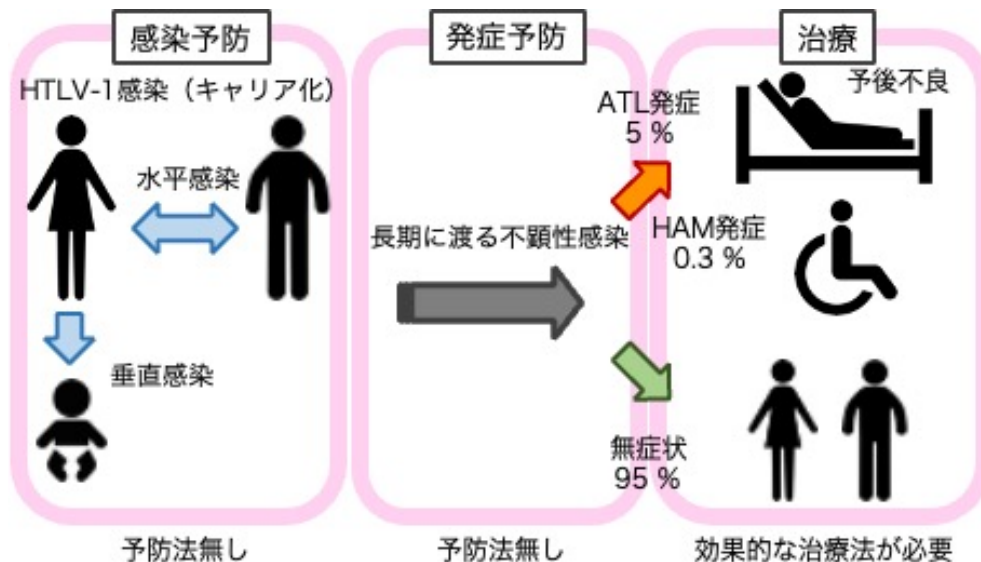 感染予防
HTLV-1感染（キャリア化）
水平感染
垂直感染
予防法無し
発症予防
長期に渡る不顕性感染
ATL発症
5 %
HAM発症
0.3 %
無症状
95 %
予防法無し
治療
予後不良
効果的な治療法が必要